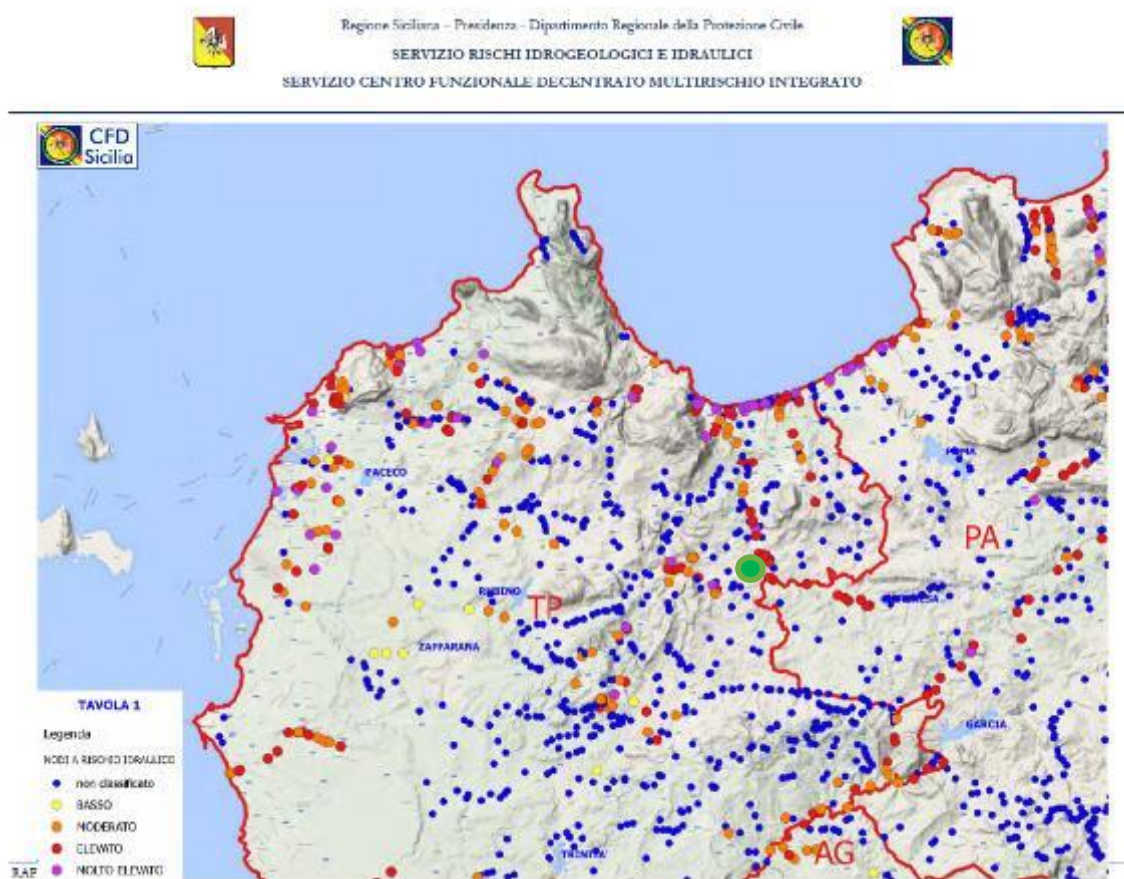 Regione Siciliana – Presidenza - Dipartimento Regionale della Protezione Civile
SERVIZIO RISCHI IDROGEOLOGICI E IDRAULICI
SERVIZIO CENTRO FUNZIONALE DECENTRATO MULTIRISCHIO INTEGRATO
CFD
Sicilia
PACECO
POMA
PA
RUBINO
TP
ZAFFARANA
GARCIA
TRINITA'
AG
TAVOLA 1
Legenda
NODI A RISCHIO IDRAULICO
non classificato
BASSO
MODERATO
ELEVATO
MOLTO ELEVATO